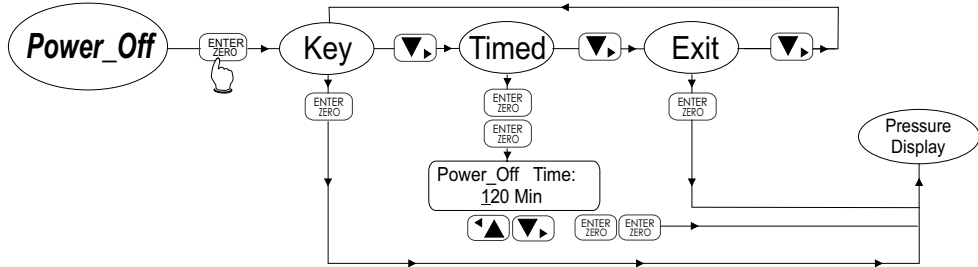 Power_Off
ENTER
ZERO
Key
Timed
Exit
ENTER
ZERO
ENTER
ZERO
ENTER
ZERO
ENTER
ZERO
Pressure
Display
Power_Off Time:
120 Min
ENTER
ZERO
ENTER
ZERO